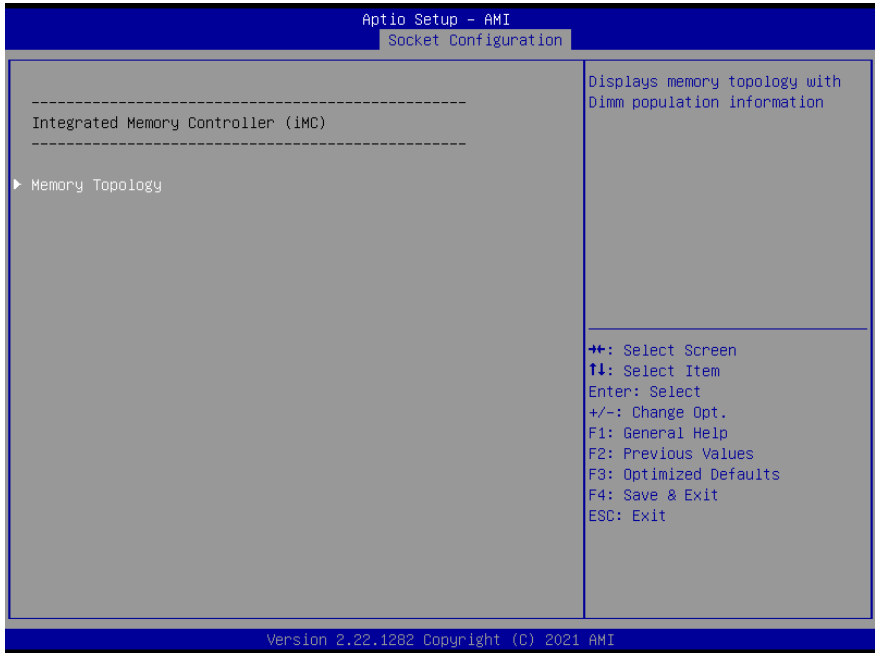 Aptio Setup – AMI
Socket Configuration
--------------------------------------------------
Integrated Memory Controller (iMC)
--------------------------------------------------
▶ Memory Topology
Displays memory topology with
Dimm population information
→←: Select Screen
↑↓: Select Item
Enter: Select
+/-: Change Opt.
F1: General Help
F2: Previous Values
F3: Optimized Defaults
F4: Save & Exit
ESC: Exit
Version 2.22.1282 Copyright (C) 2021 AMI